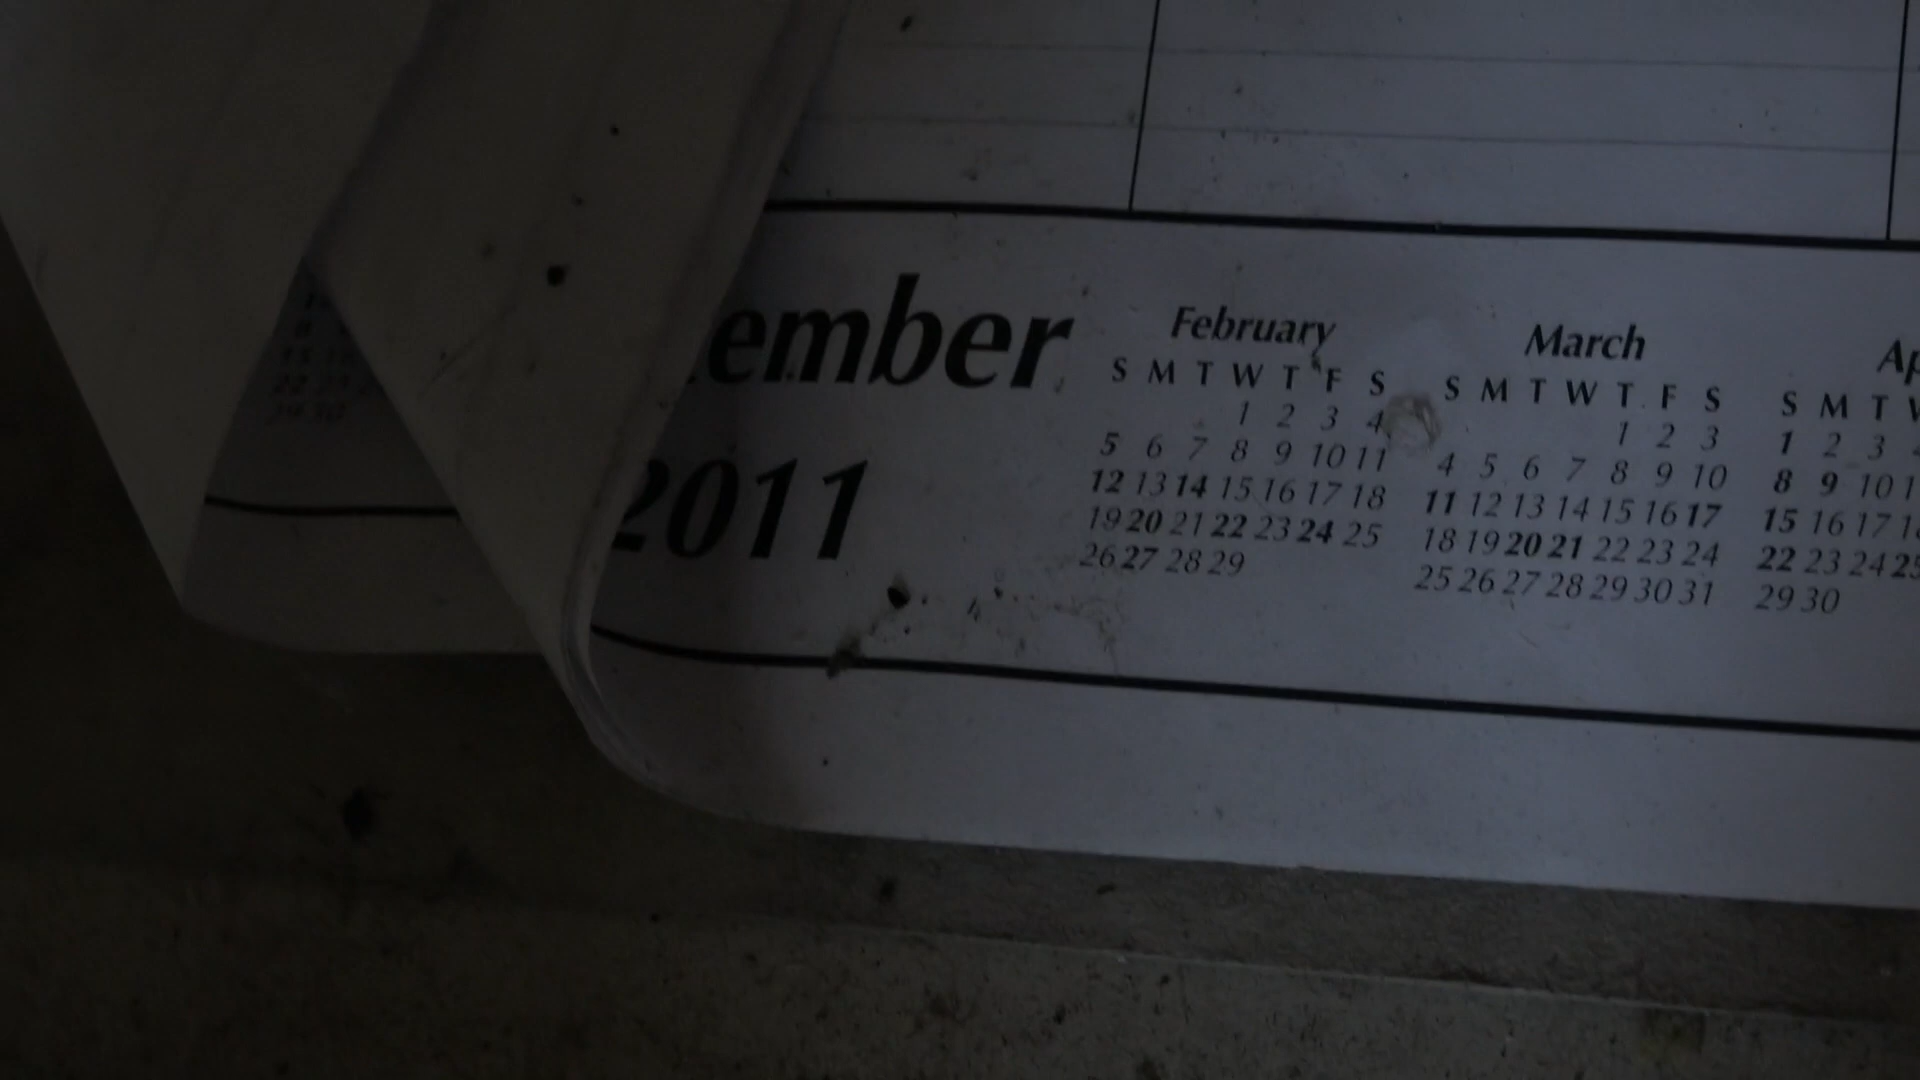 ember
2011
February
S M T W T F S
1 2 3 4
5 6 7 8 9 10 11
12 13 14 15 16 17 18
19 20 21 22 23 24 25
26 27 28 29
March
S M T W T F S
1 2 3
4 5 6 7 8 9 10
11 12 13 14 15 16 17
18 19 20 21 22 23 24
25 26 27 28 29 30 31
Ap
S M T W
1 2 3
8 9 10 1
15 16 17 18
22 23 24 25
29 30